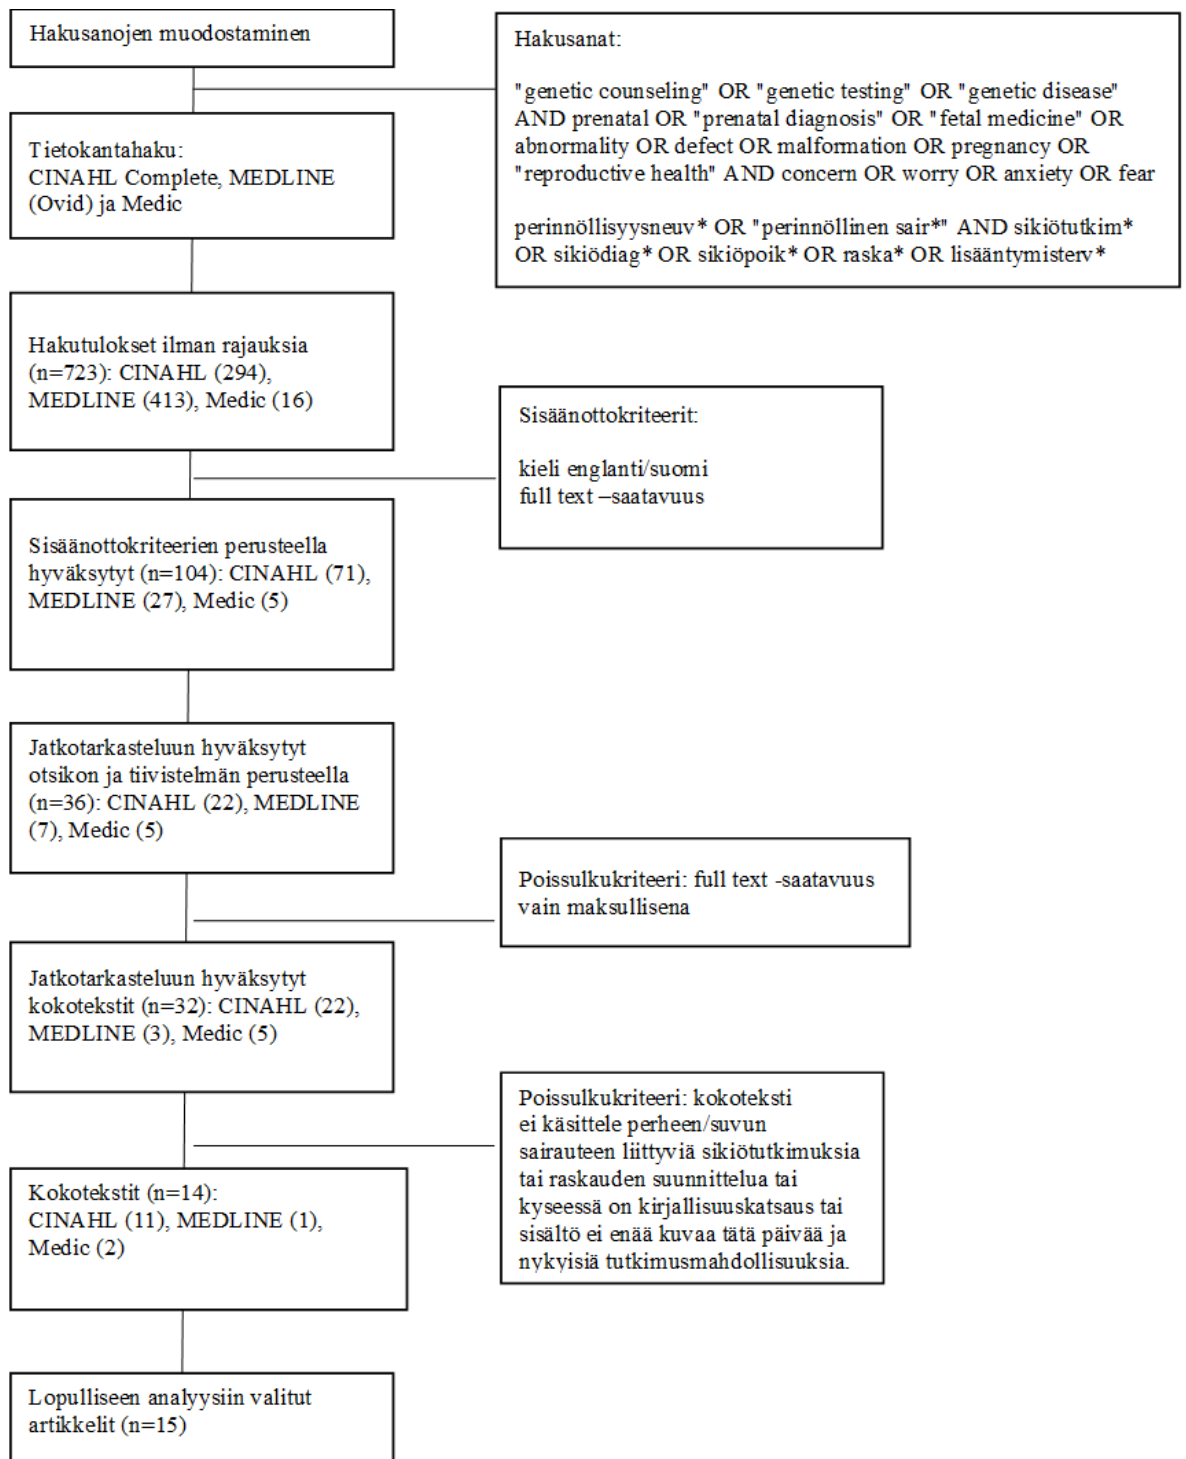 Hakusanojen muodostaminen
Hakusanat:
"genetic counseling" OR "genetic testing" OR "genetic disease"
AND prenatal OR "prenatal diagnosis" OR "fetal medicine" OR
abnormality OR defect OR malformation OR pregnancy OR
"reproductive health" AND concern OR worry OR anxiety OR fear
perinnöllisyysneuv* OR "perinnöllinen sair*" AND sikiötutkim*
OR sikiödiag* OR sikiöpoik* OR raska* OR lisääntymisterv*
Tietokantahaku:
CINAHL Complete, MEDLINE
(Ovid) ja Medic
Hakutulokset ilman rajauksia
(n=723): CINAHL (294),
MEDLINE (413), Medic (16)
Sisäänottokriteerit:
kieli englanti/suomi
full text –saatavuus
Sisäänottokriteerien perusteella
hyväksytyt (n=104): CINAHL (71),
MEDLINE (27), Medic (5)
Jatkotarkasteluun hyväksytyt
otsikon ja tiivistelmän perusteella
(n=36): CINAHL (22), MEDLINE
(7), Medic (5)
Poissulkukriteeri: full text -saatavuus
vain maksullisena
Jatkotarkasteluun hyväksytyt
kokotekstit (n=32): CINAHL (22),
MEDLINE (3), Medic (5)
Poissulkukriteeri: kokoteksti
ei käsittele perheen/suvun
sairauteen liittyviä sikiötutkimuksia
tai raskauden suunnittelua tai
kyseessä on kirjallisuuskatsaus tai
sisältö ei enää kuvaa tätä päivää ja
nykyisiä tutkimusmahdollisuuksia.
Kokotekstit (n=14):
CINAHL (11), MEDLINE (1),
Medic (2)
Lopulliseen analyysiin valitut
artikkelit (n=15)